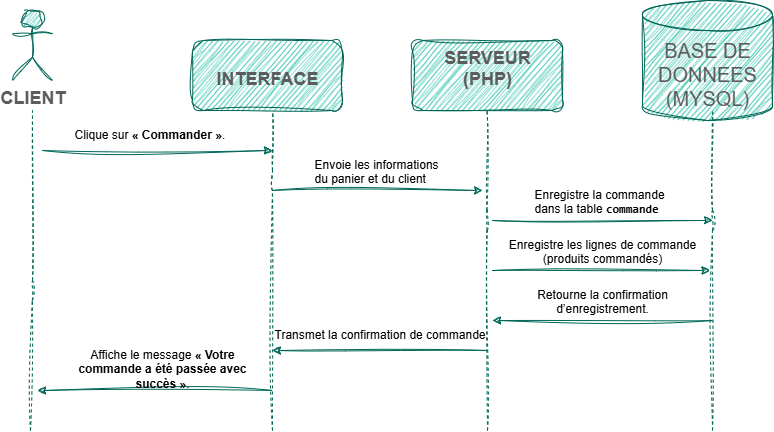 CLIENT
INTERFACE
SERVEUR
(PHP)
BASE DE
DONNEES
(MYSQL)
Clique sur « Commander ».
Envoie les informations
du panier et du client
Enregistre la commande
dans la table commande
Enregistre les lignes de commande
(produits commandés)
Retourne la confirmation
d’enregistrement.
Transmet la confirmation de commande
Affiche le message « Votre
commande a été passée avec
succès ».